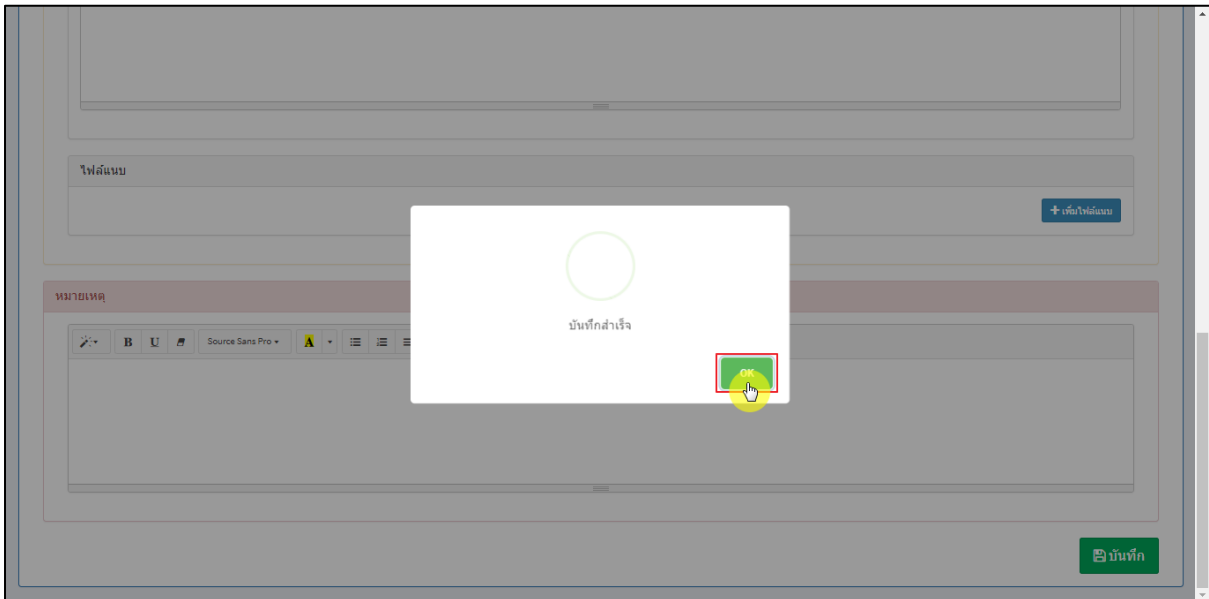 ไฟล์แนบ
เพิ่มไฟล์แนบ
หมายเหตุ
B U Source Sans Pro A
บันทึกสำเร็จ
OK
บันทึก